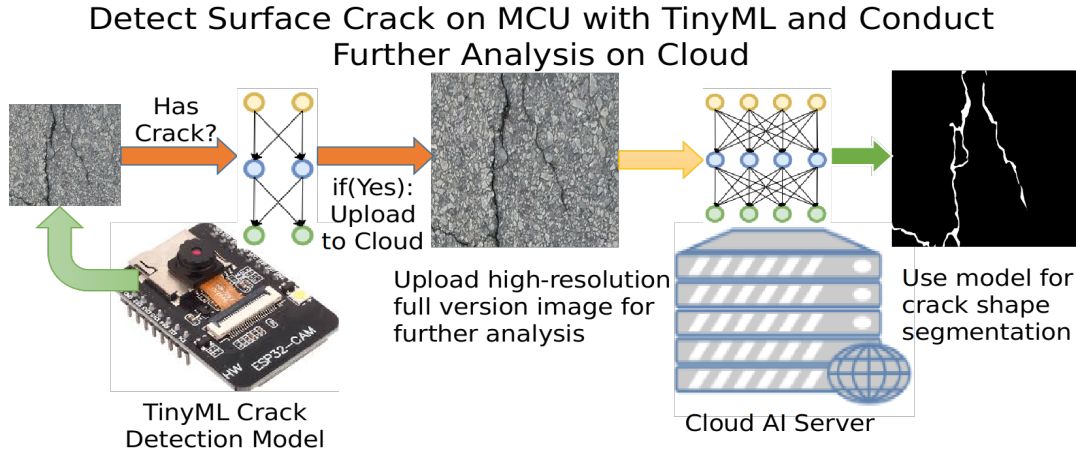 Detect Surface Crack on MCU with TinyML and Conduct
Further Analysis on Cloud
Has
Crack?
if(Yes):
Upload
to Cloud
Upload high-resolution
full version image for
further analysis
Use model for
crack shape
segmentation
HW ESP32-CAM
TinyML Crack
Detection Model
Cloud AI Server